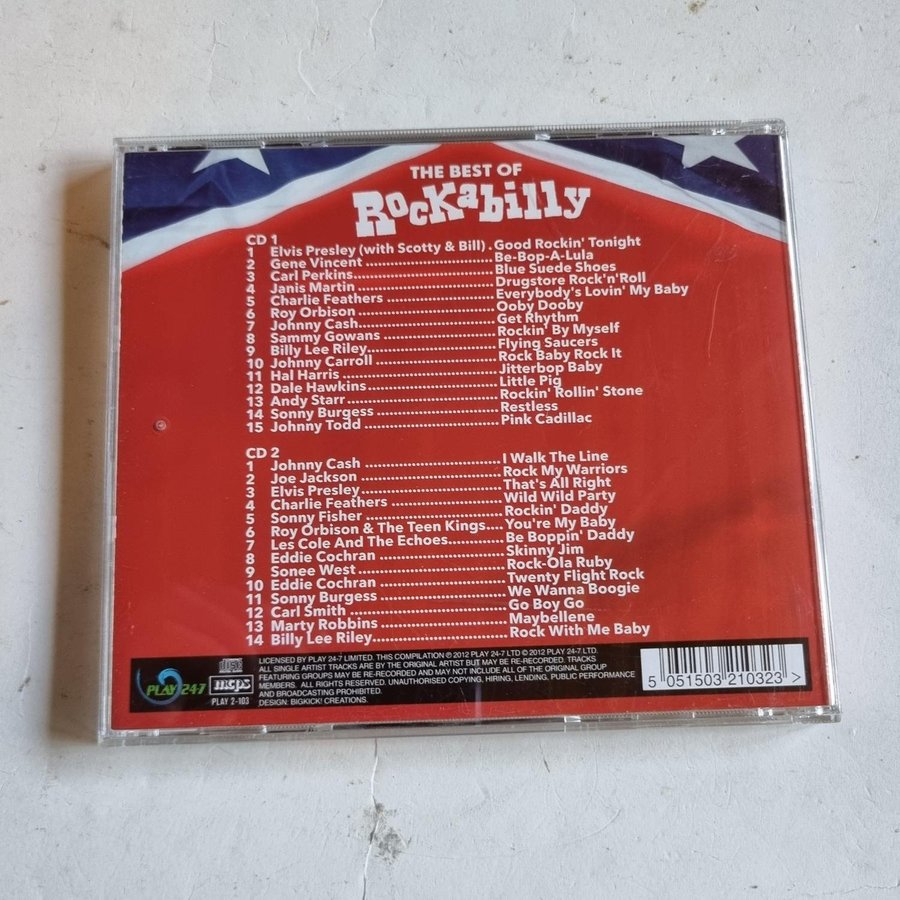 THE BEST OF
Rockabilly
CD 1
1 Elvis Presley (with Scotty & Bill) . Good Rockin' Tonight
2 Gene Vincent ........................ Be-Bop-A-Lula
3 Carl Perkins........................ Blue Suede Shoes
4 Janis Martin ........................ Drugstore Rock'n'Roll
5 Charlie Feathers .................... Everybody's Lovin' My Baby
6 Roy Orbison ........................ Ooby Dooby
7 Johnny Cash........................ Get Rhythm
8 Sammy Gowans .................... Rockin' By Myself
9 Billy Lee Riley........................ Flying Saucers
10 Johnny Carroll .................... Rock Baby Rock It
11 Hal Harris ........................ Jitterbop Baby
12 Dale Hawkins........................ Little Pig
13 Andy Starr ........................ Rockin' Rollin' Stone
14 Sonny Burgess .................... Restless
15 Johnny Todd ........................ Pink Cadillac
CD 2
1 Johnny Cash ........................ I Walk The Line
2 Joe Jackson ........................ Rock My Warriors
3 Elvis Presley........................ That's All Right
4 Charlie Feathers .................... Wild Wild Party
5 Sonny Fisher ........................ Rockin' Daddy
6 Roy Orbison & The Teen Kings.... You're My Baby
7 Les Cole And The Echoes............ Be Boppin' Daddy
8 Eddie Cochran .................... Skinny Jim
9 Sonee West ........................ Rock-Ola Ruby
10 Eddie Cochran .................... Twenty Flight Rock
11 Sonny Burgess .................... We Wanna Boogie
12 Carl Smith ........................ Go Boy Go
13 Marty Robbins .................... Maybellene
14 Billy Lee Riley........................ Rock With Me Baby
PLAY 24-7
COMPACT disc
mcps
PLAY 2-103
LICENSED BY PLAY 24-7 LIMITED. THIS COMPILATION ℗ 2012 PLAY 24-7 LTD © 2012 PLAY 24-7 LTD.
ALL SINGLE ARTIST TRACKS ARE BY THE ORIGINAL ARTIST BUT MAY BE RE-RECORDED. TRACKS
FEATURING GROUPS MAY BE RE-RECORDED AND MAY NOT INCLUDE ALL OF THE ORIGINAL GROUP
MEMBERS. ALL RIGHTS RESERVED. UNAUTHORISED COPYING, HIRING, LENDING, PUBLIC PERFORMANCE
AND BROADCASTING PROHIBITED.
DESIGN: BIGKICK! CREATIONS.
5 051503 210323 >